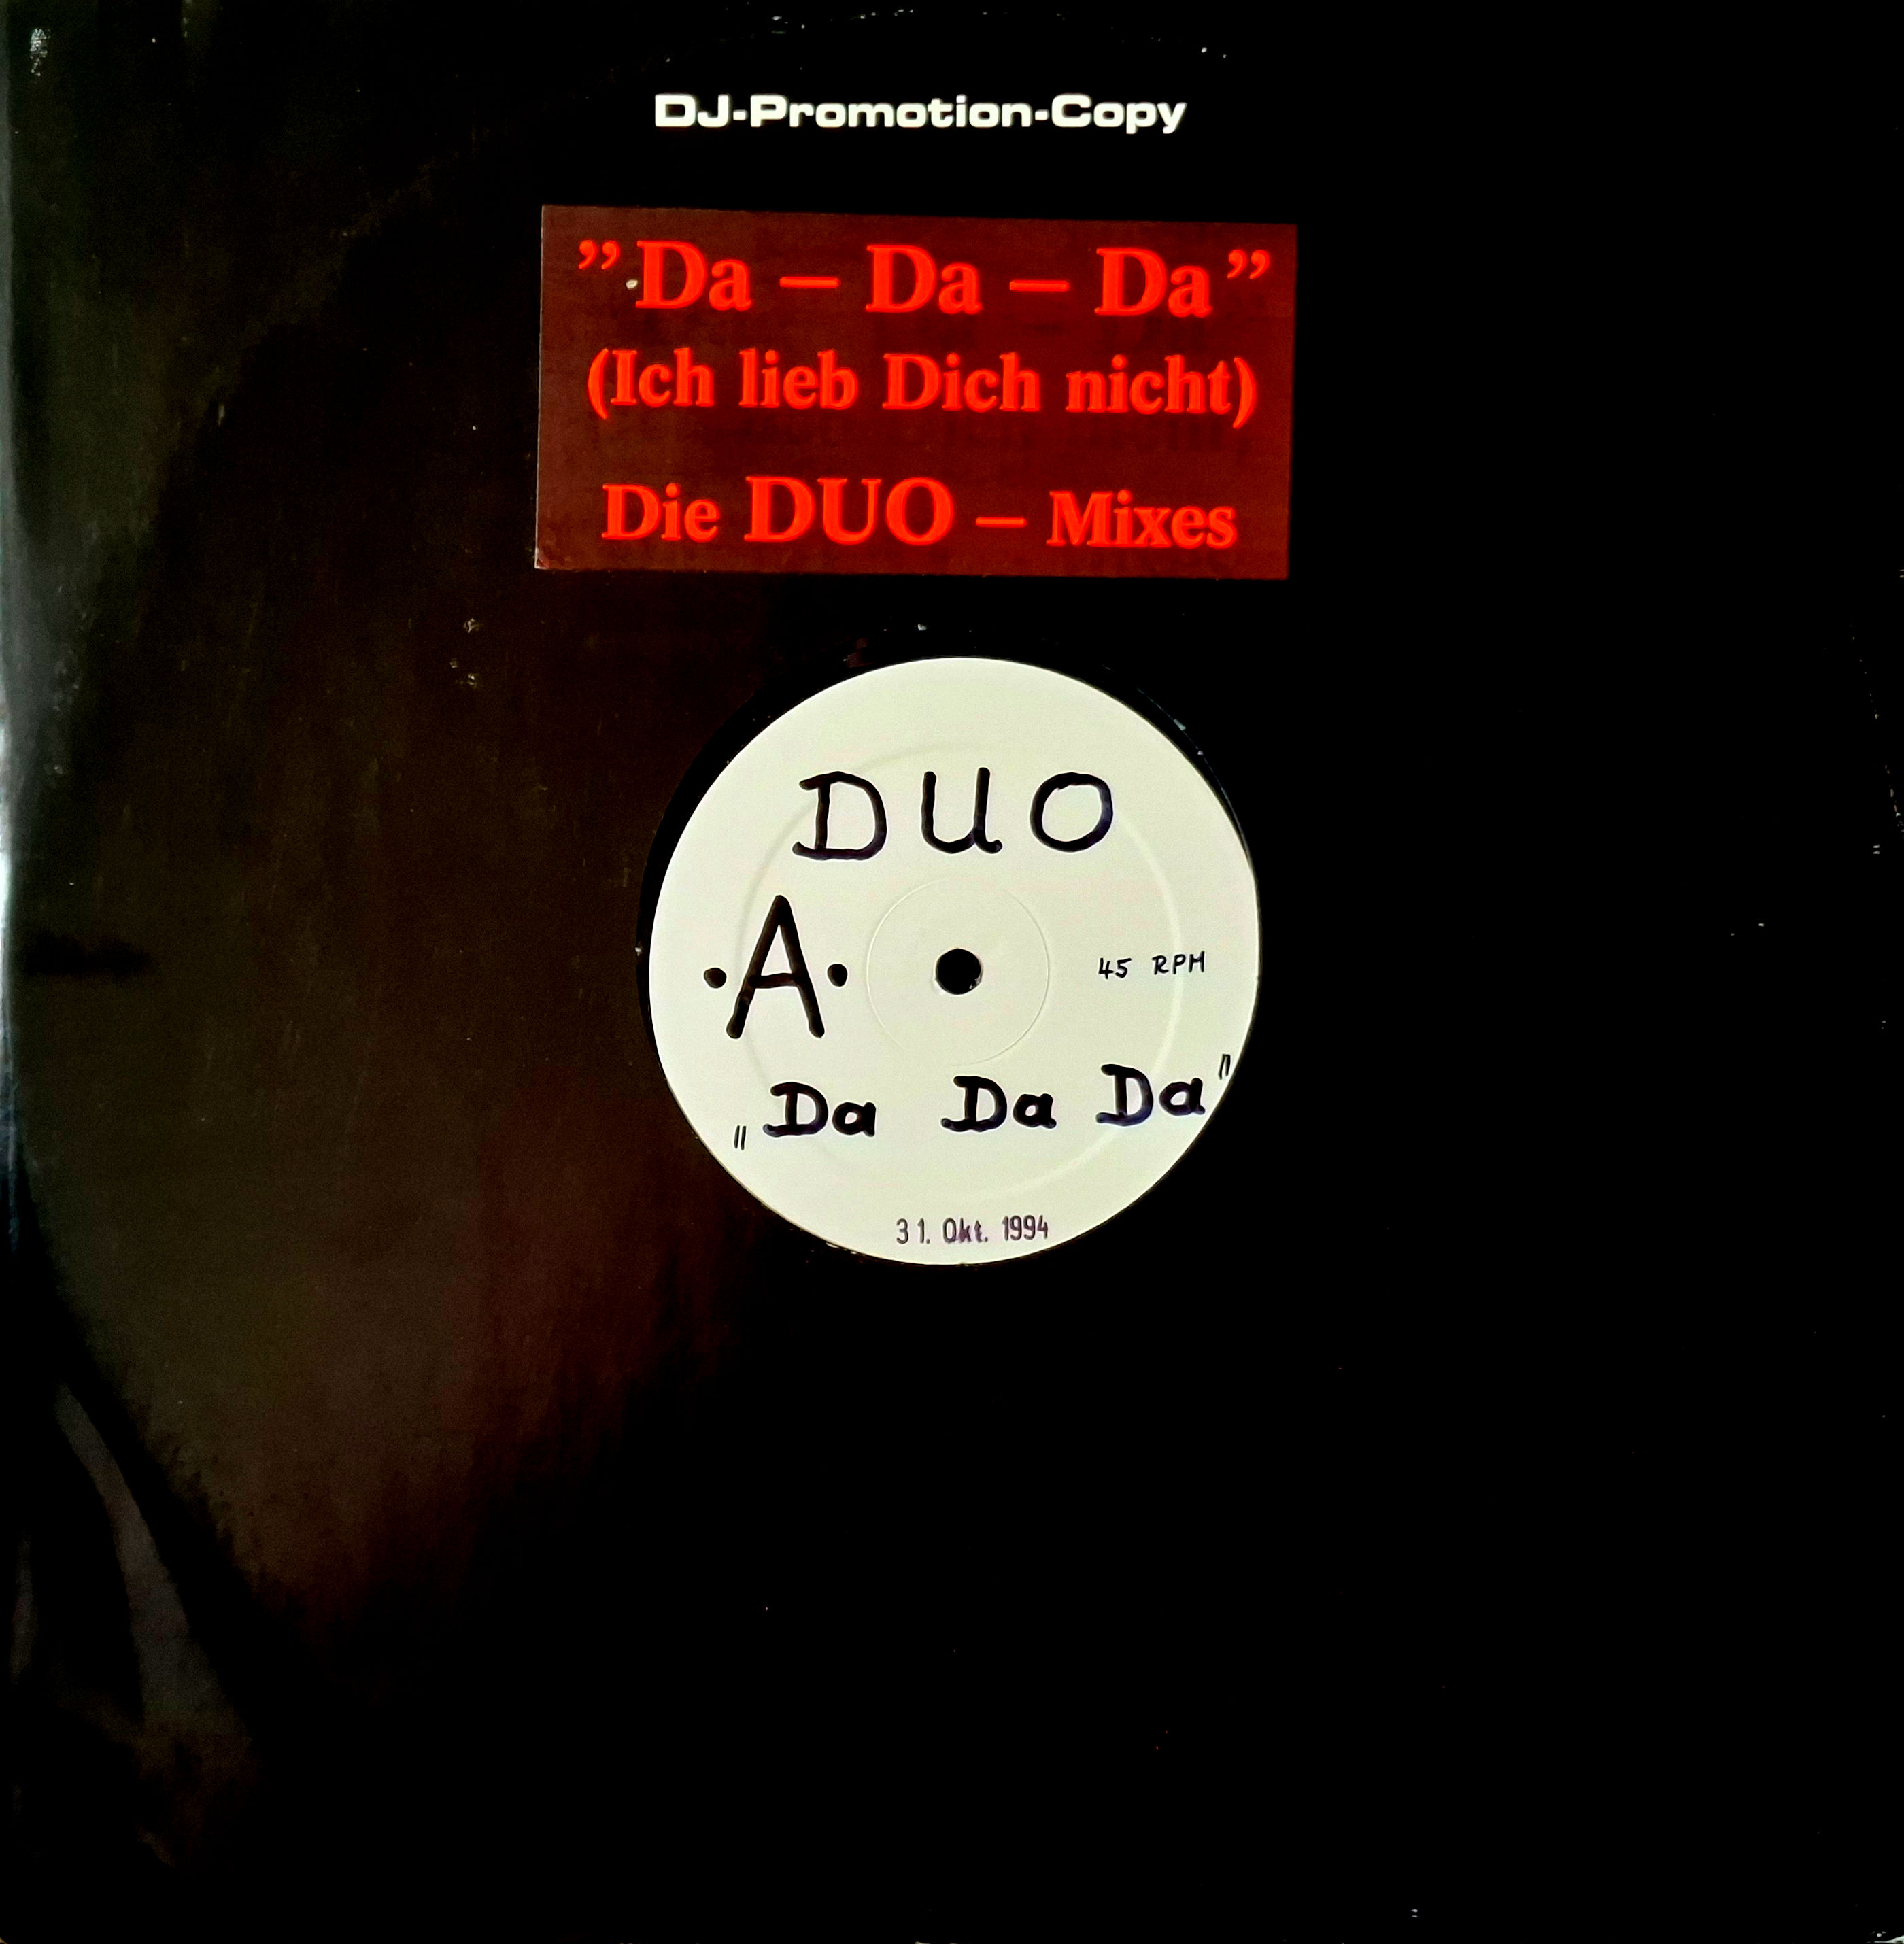 DJ-Promotion-Copy
”Da – Da – Da”
(Ich lieb Dich nicht)
Die DUO – Mixes
DUO
·A·
45 RPM
„Da Da Da"
31. Okt. 1994